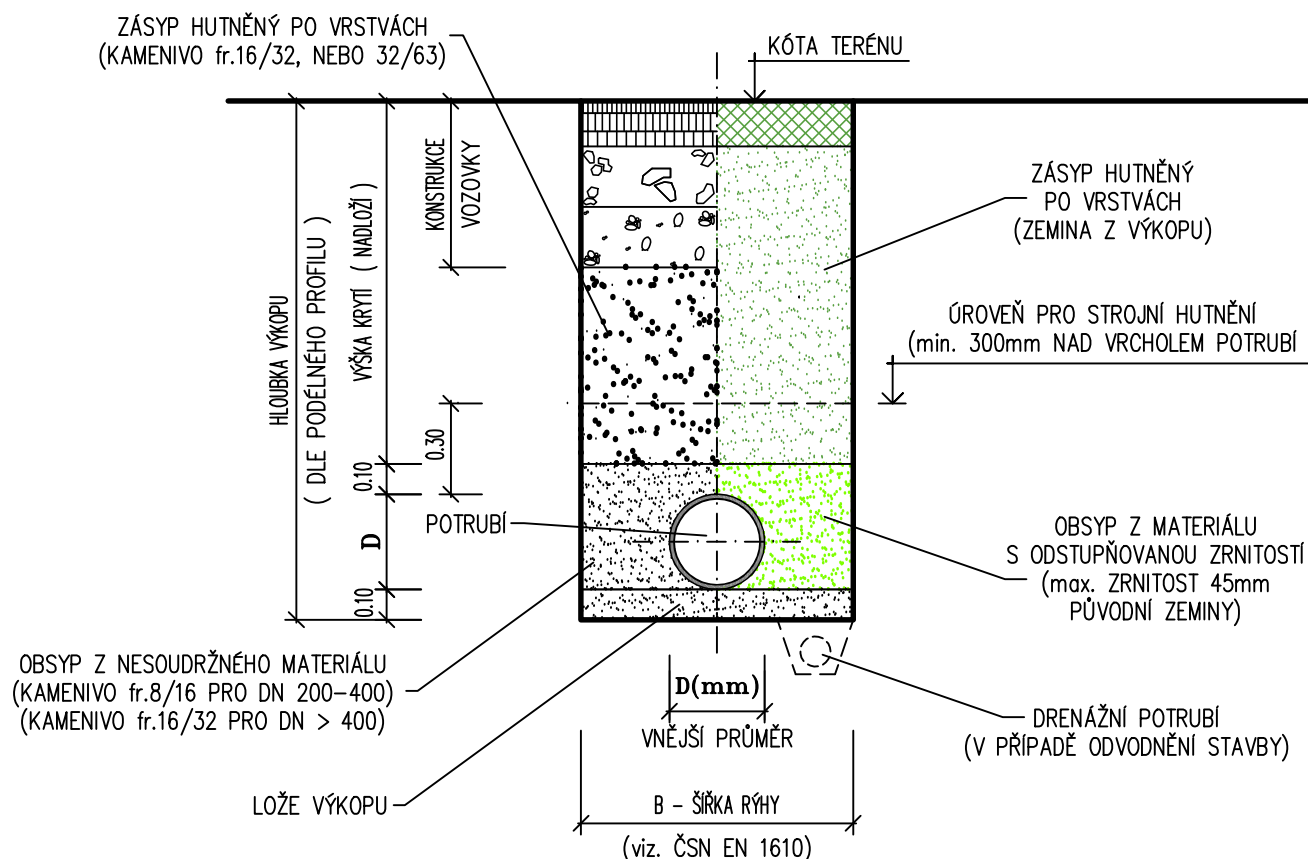 ZÁSYP HUTNĚNÝ PO VRSTVÁCH
(KAMENIVO fr.16/32, NEBO 32/63)
KÓTA TERÉNU
KONSTRUKCE
VOZOVKY
ZÁSYP HUTNĚNÝ
PO VRSTVÁCH
(ZEMINA Z VÝKOPU)
HLOUBKA VÝKOPU
( DLE PODÉLNÉHO PROFILU )
VÝŠKA KRYTÍ ( NADLOŽÍ )
ÚROVEŇ PRO STROJNÍ HUTNĚNÍ
(min. 300mm NAD VRCHOLEM POTRUBÍ
0.30
0.10
D
0.10
POTRUBÍ
OBSYP Z MATERIÁLU
S ODSTUPŇOVANOU ZRNITOSTÍ
(max. ZRNITOST 45mm
PŮVODNÍ ZEMINY)
OBSYP Z NESOUDRŽNÉHO MATERIÁLU
(KAMENIVO fr.8/16 PRO DN 200-400)
(KAMENIVO fr.16/32 PRO DN > 400)
D(mm)
VNĚJŠÍ PRŮMĚR
DRENÁŽNÍ POTRUBÍ
(V PŘÍPADĚ ODVODNĚNÍ STAVBY)
LOŽE VÝKOPU
B - ŠÍŘKA RÝHY
(viz. ČSN EN 1610)